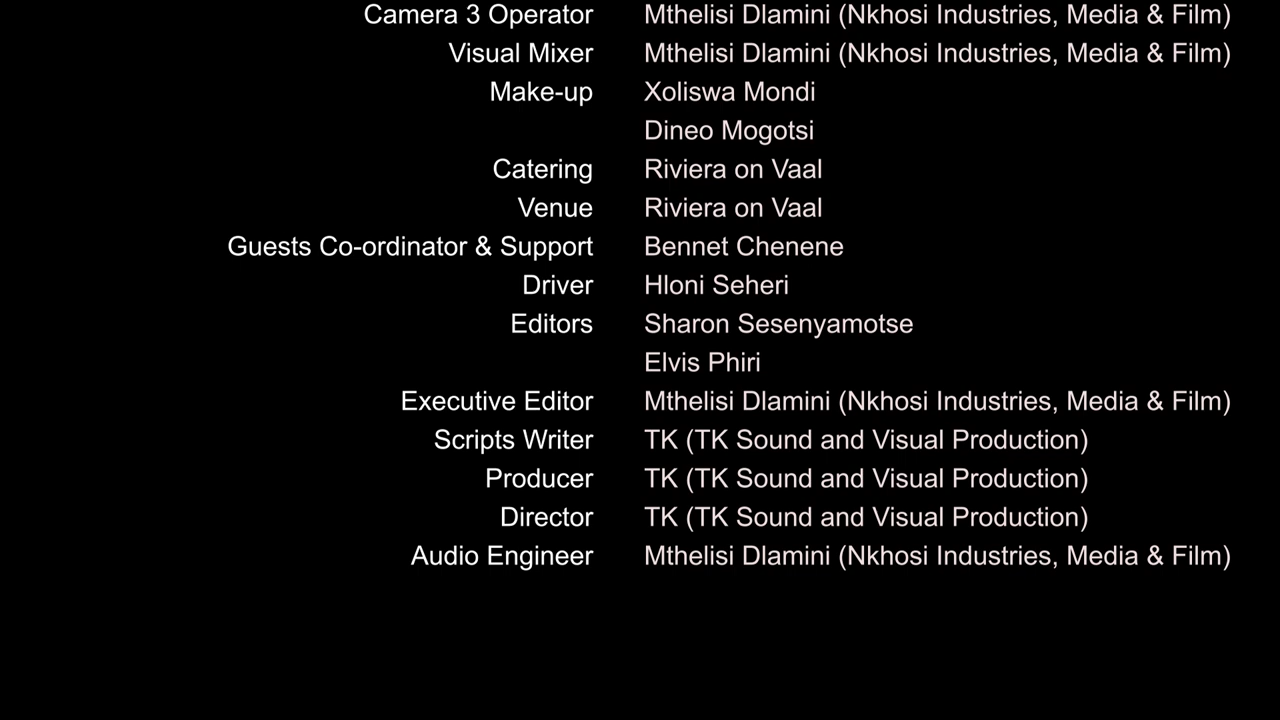 Camera 3 Operator Mthelisi Dlamini (Nkhosi Industries, Media & Film)
Visual Mixer Mthelisi Dlamini (Nkhosi Industries, Media & Film)
Make-up Xoliswa Mondi
Dineo Mogotsi
Catering Riviera on Vaal
Venue Riviera on Vaal
Guests Co-ordinator & Support Bennet Chenene
Driver Hloni Seheri
Editors Sharon Sesenyamotse
Elvis Phiri
Executive Editor Mthelisi Dlamini (Nkhosi Industries, Media & Film)
Scripts Writer TK (TK Sound and Visual Production)
Producer TK (TK Sound and Visual Production)
Director TK (TK Sound and Visual Production)
Audio Engineer Mthelisi Dlamini (Nkhosi Industries, Media & Film)